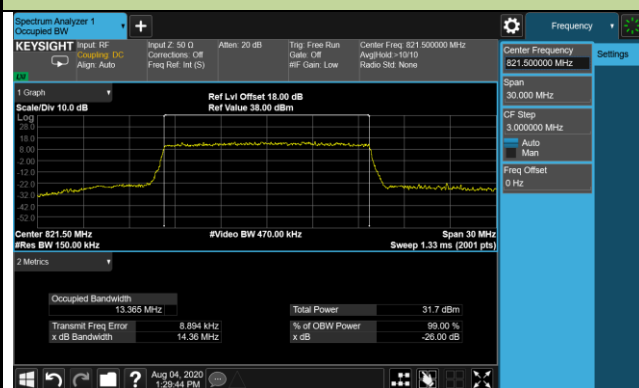 Spectrum Analyzer 1
Occupied BW
Frequency
KEYSIGHT
Input: RF
Coupling: DC
Align: Auto
Input Z: 50 Ω
Corrections: Off
Freq Ref: Int (S)
Atten: 20 dB
Trig: Free Run
Gate: Off
#IF Gain: Low
Center Freq: 821.500000 MHz
Avg|Hold:>10/10
Radio Std: None
LXI
Center Frequency
821.500000 MHz
Settings
Span
30.000 MHz
CF Step
3.000000 MHz
Auto
Man
Freq Offset
0 Hz
1 Graph
Scale/Div 10.0 dB
Ref Lvl Offset 18.00 dB
Ref Value 38.00 dBm
Log
28.0
18.0
8.00
-2.00
-12.0
-22.0
-32.0
-42.0
-52.0
Center 821.50 MHz
#Res BW 150.00 kHz
#Video BW 470.00 kHz
Span 30 MHz
Sweep 1.33 ms (2001 pts)
2 Metrics
Occupied Bandwidth
13.365 MHz
Total Power 31.7 dBm
Transmit Freq Error 8.894 kHz
% of OBW Power 99.00 %
x dB Bandwidth 14.36 MHz
x dB -26.00 dB
?
Aug 04, 2020
1:29:44 PM